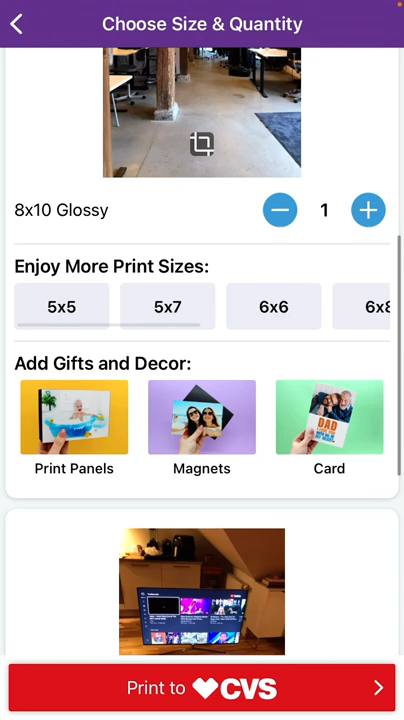 Choose Size & Quantity
8x10 Glossy
1
Enjoy More Print Sizes:
5x5
5x7
6x6
6x8
Add Gifts and Decor:
DAD
Print Panels
Magnets
Card
Print to CVS